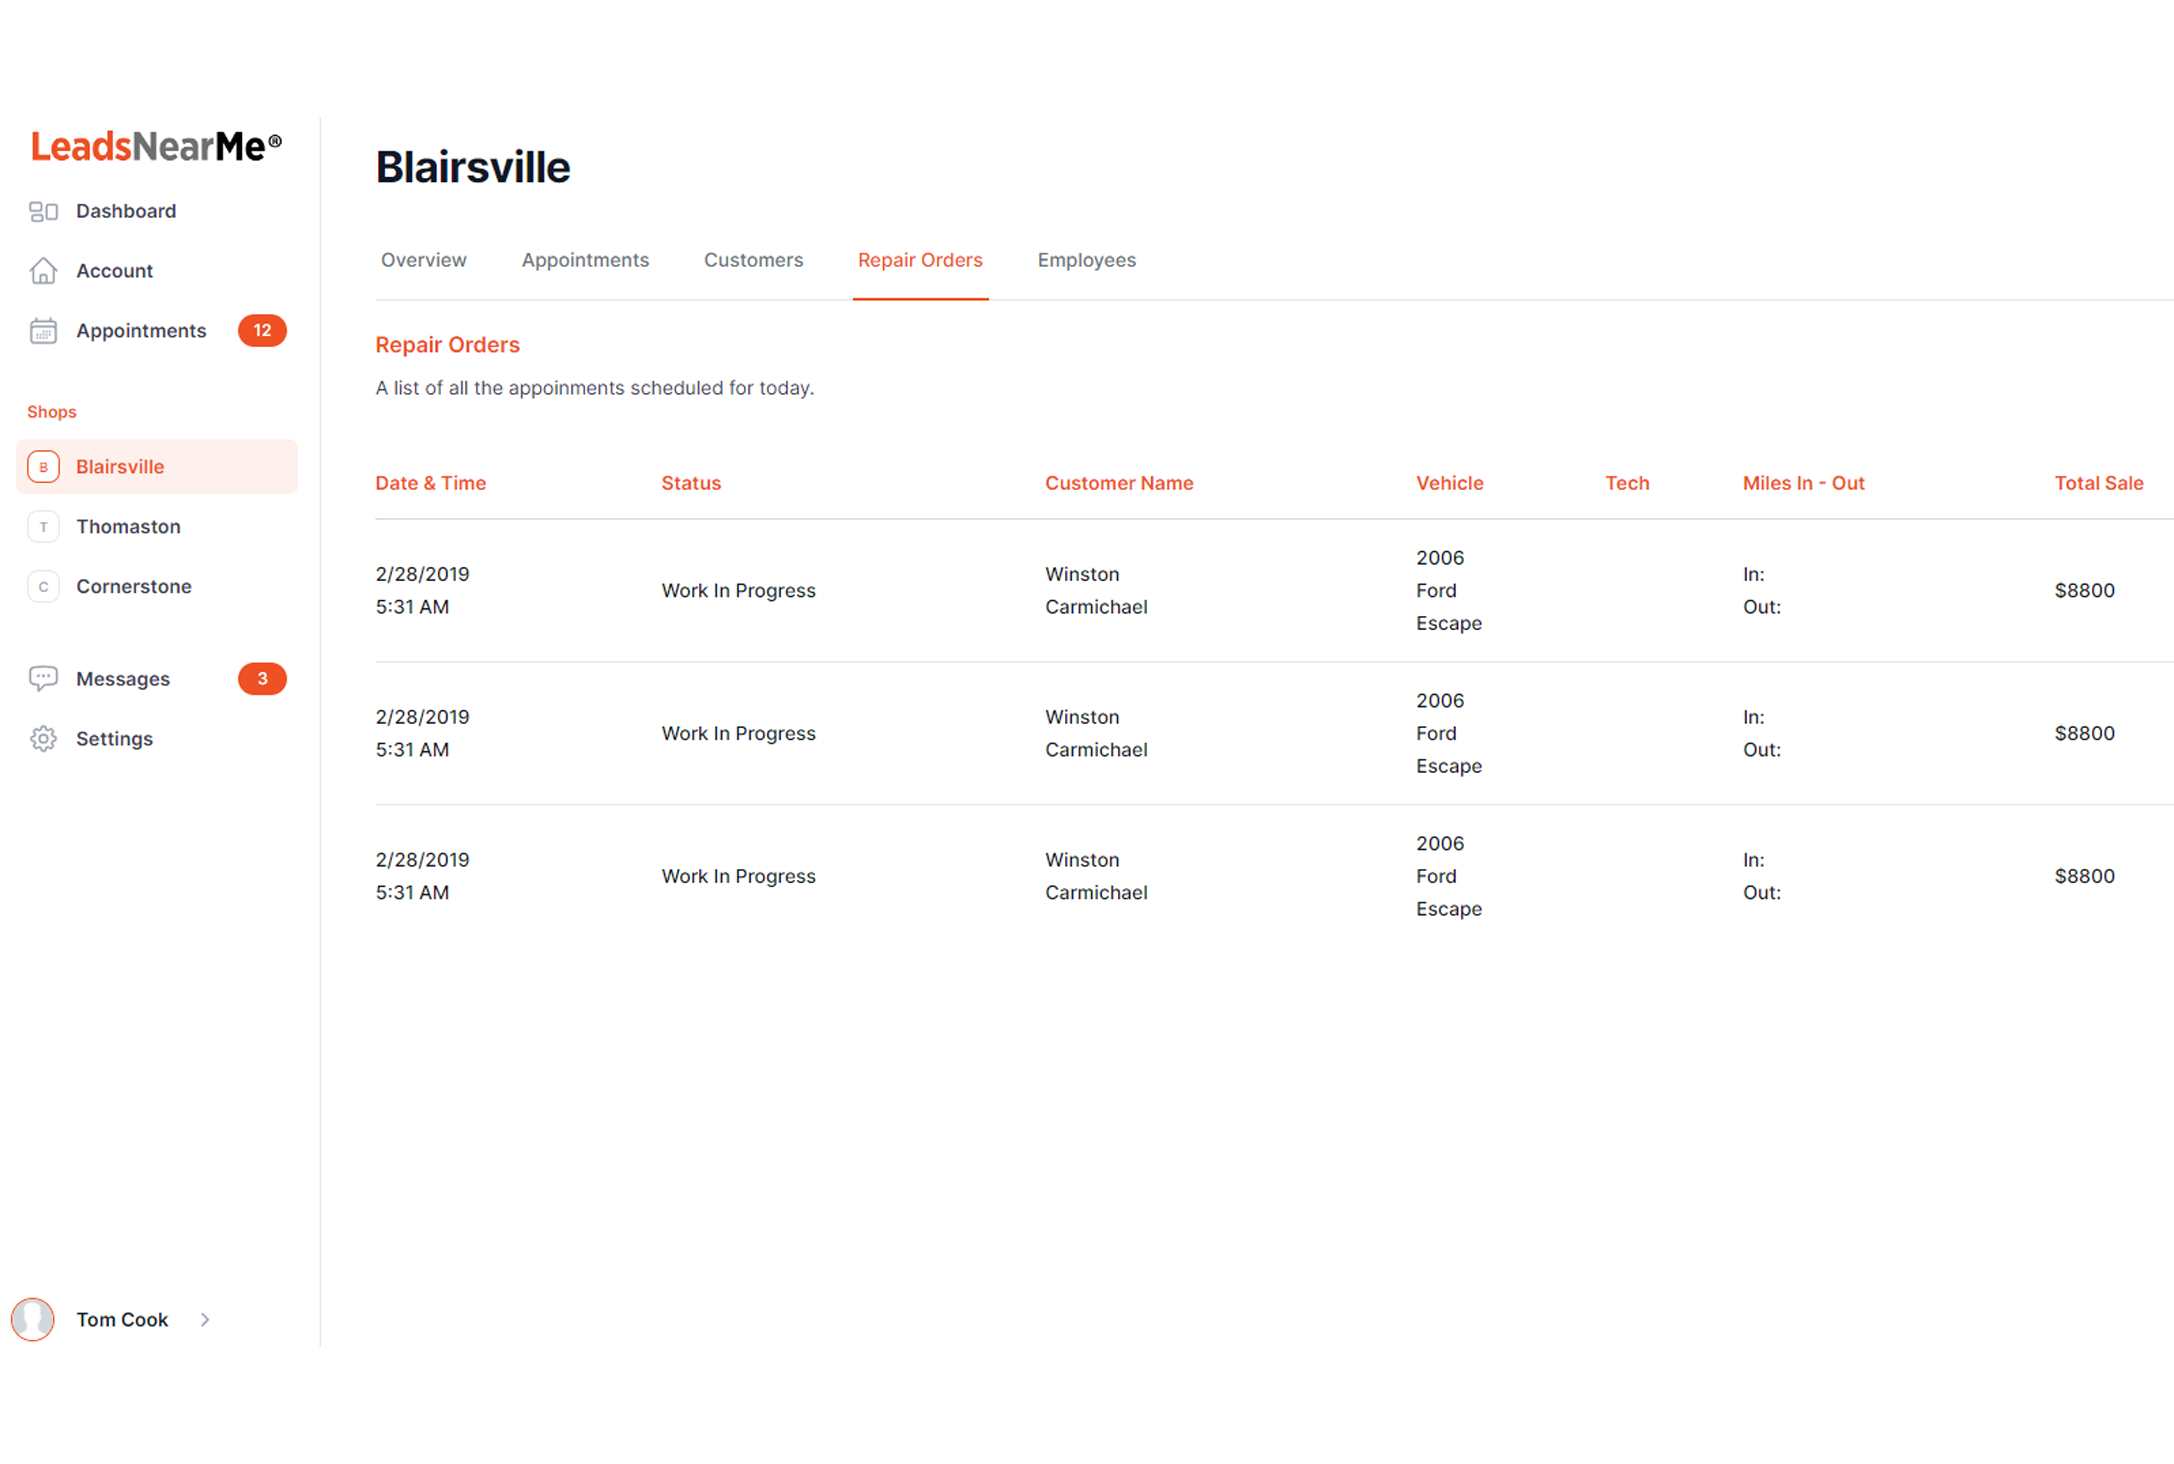 LeadsNearMe®
Dashboard
Account
Appointments 12
Shops
B Blairsville
T Thomaston
C Cornerstone
Messages 3
Settings
Tom Cook
Blairsville
Overview Appointments Customers Repair Orders Employees
Repair Orders
A list of all the appoinments scheduled for today.
Date & Time Status Customer Name Vehicle Tech Miles In - Out Total Sale
2/28/2019
5:31 AM
Work In Progress
Winston
Carmichael
2006
Ford
Escape
In:
Out:
$8800
2/28/2019
5:31 AM
Work In Progress
Winston
Carmichael
2006
Ford
Escape
In:
Out:
$8800
2/28/2019
5:31 AM
Work In Progress
Winston
Carmichael
2006
Ford
Escape
In:
Out:
$8800